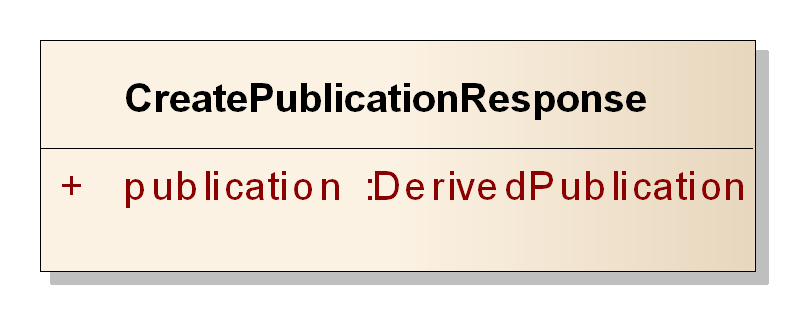 CreatePublicationResponse
+ publication :DerivedPublication